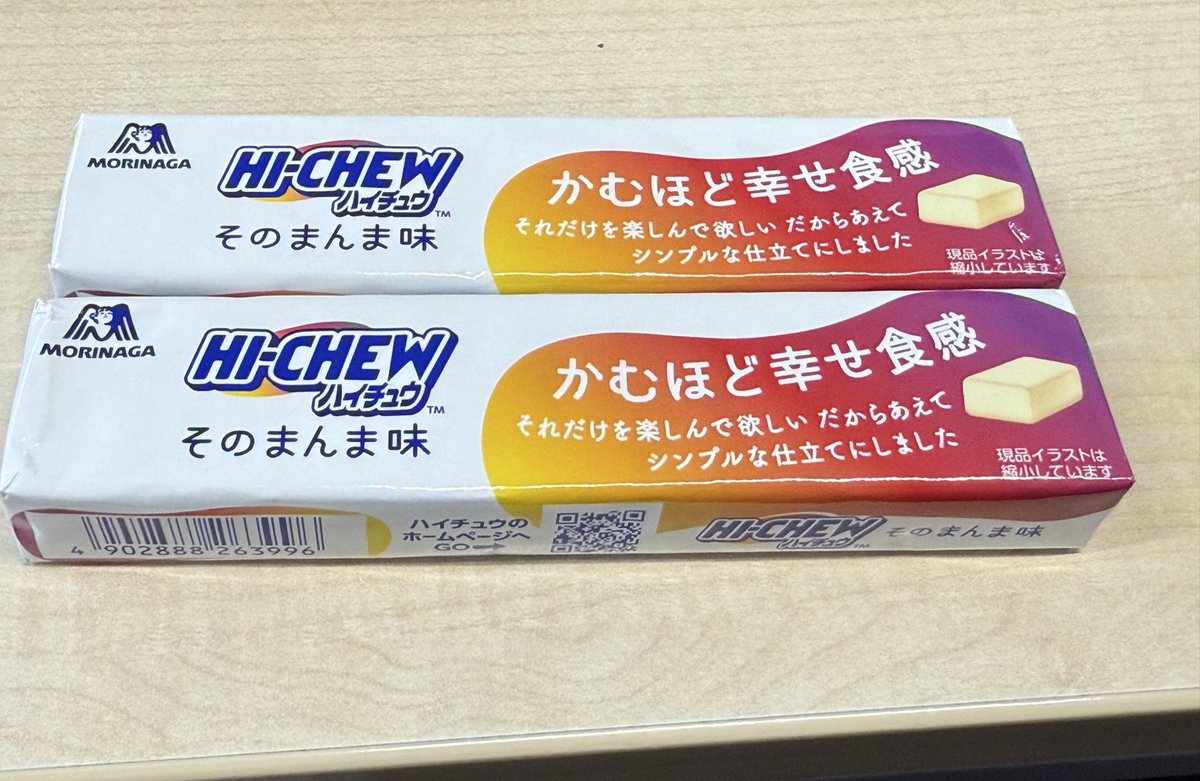 MORINAGA
HI-CHEW
ハイチュウ™
そのまんま味
かむほど幸せ食感
それだけを楽しんで欲しい だからあえて
シンプルな仕立てにしました
現品イラストは
縮小しています
MORINAGA
HI-CHEW
ハイチュウ™
そのまんま味
かむほど幸せ食感
それだけを楽しんで欲しい だからあえて
シンプルな仕立てにしました
現品イラストは
縮小しています
4 902888 263996
ハイチュウの
ホームページへ
GO→
HI-CHEW
ハイチュウ™
そのまんま味